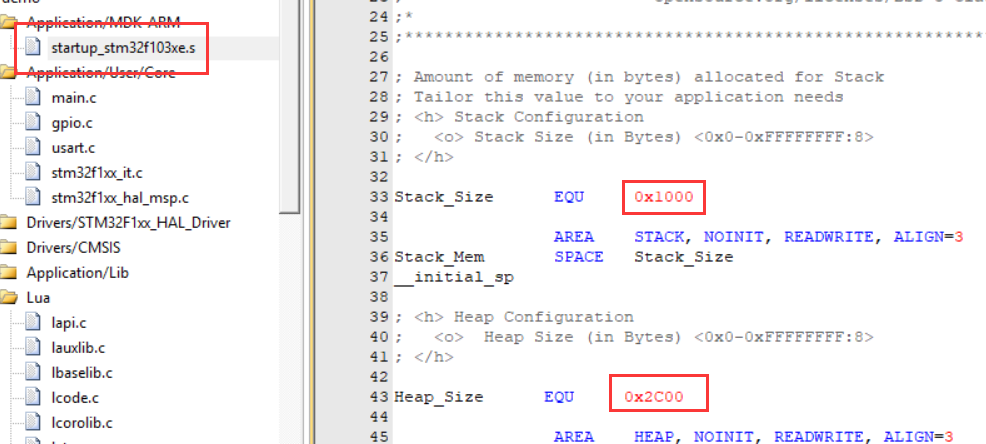 demo
Application/MDK-ARM
startup_stm32f103xe.s
Application/User/Core
main.c
gpio.c
usart.c
stm32f1xx_it.c
stm32f1xx_hal_msp.c
Drivers/STM32F1xx_HAL_Driver
Drivers/CMSIS
Application/Lib
Lua
lapi.c
lauxlib.c
lbaselib.c
lcode.c
lcorolib.c
24 ;*
25 ;************************************************************
26
27 ; Amount of memory (in bytes) allocated for Stack
28 ; Tailor this value to your application needs
29 ; <h> Stack Configuration
30 ;   <o> Stack Size (in Bytes) <0x0-0xFFFFFFFF:8>
31 ; </h>
32
33 Stack_Size EQU 0x1000
34
35 AREA STACK, NOINIT, READWRITE, ALIGN=3
36 Stack_Mem SPACE Stack_Size
37 __initial_sp
38
39 ; <h> Heap Configuration
40 ;   <o>  Heap Size (in Bytes) <0x0-0xFFFFFFFF:8>
41 ; </h>
42
43 Heap_Size EQU 0x2C00
44
45 AREA HEAP, NOINIT, READWRITE, ALIGN=3